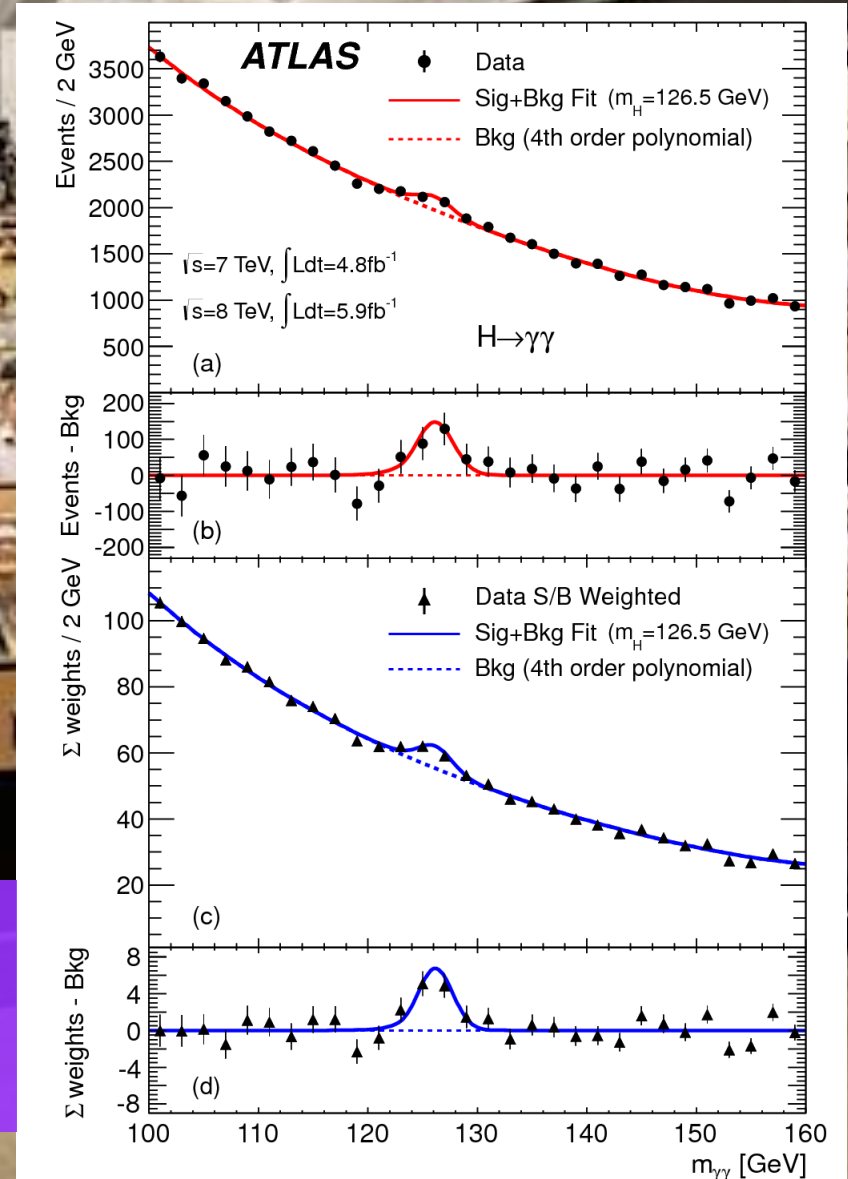 ATLAS
Data
Sig+Bkg Fit (mH=126.5 GeV)
Bkg (4th order polynomial)
Events / 2 GeV
3500
3000
2500
2000
1500
1000
500
√s=7 TeV, ∫Ldt=4.8fb-1
√s=8 TeV, ∫Ldt=5.9fb-1
H→γγ
(a)
Events - Bkg
200
100
0
-100
-200
(b)
Σ weights / 2 GeV
100
80
60
40
20
Data S/B Weighted
Sig+Bkg Fit (mH=126.5 GeV)
Bkg (4th order polynomial)
(c)
Σ weights - Bkg
8
4
0
-4
-8
(d)
100 110 120 130 140 150 160
mγγ [GeV]